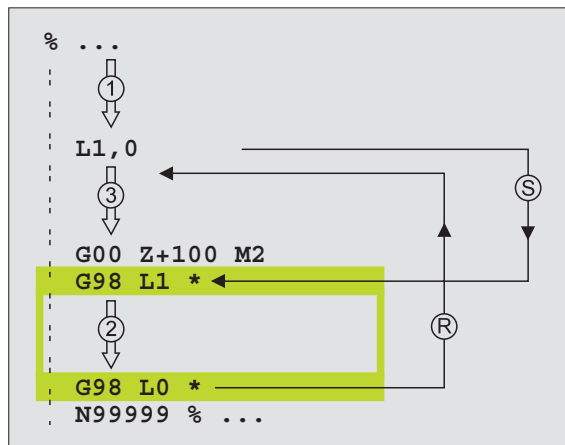 % ...
1
L1,0
S
3
G00 Z+100 M2
G98 L1 *
2
R
G98 L0 *
N99999 % ...